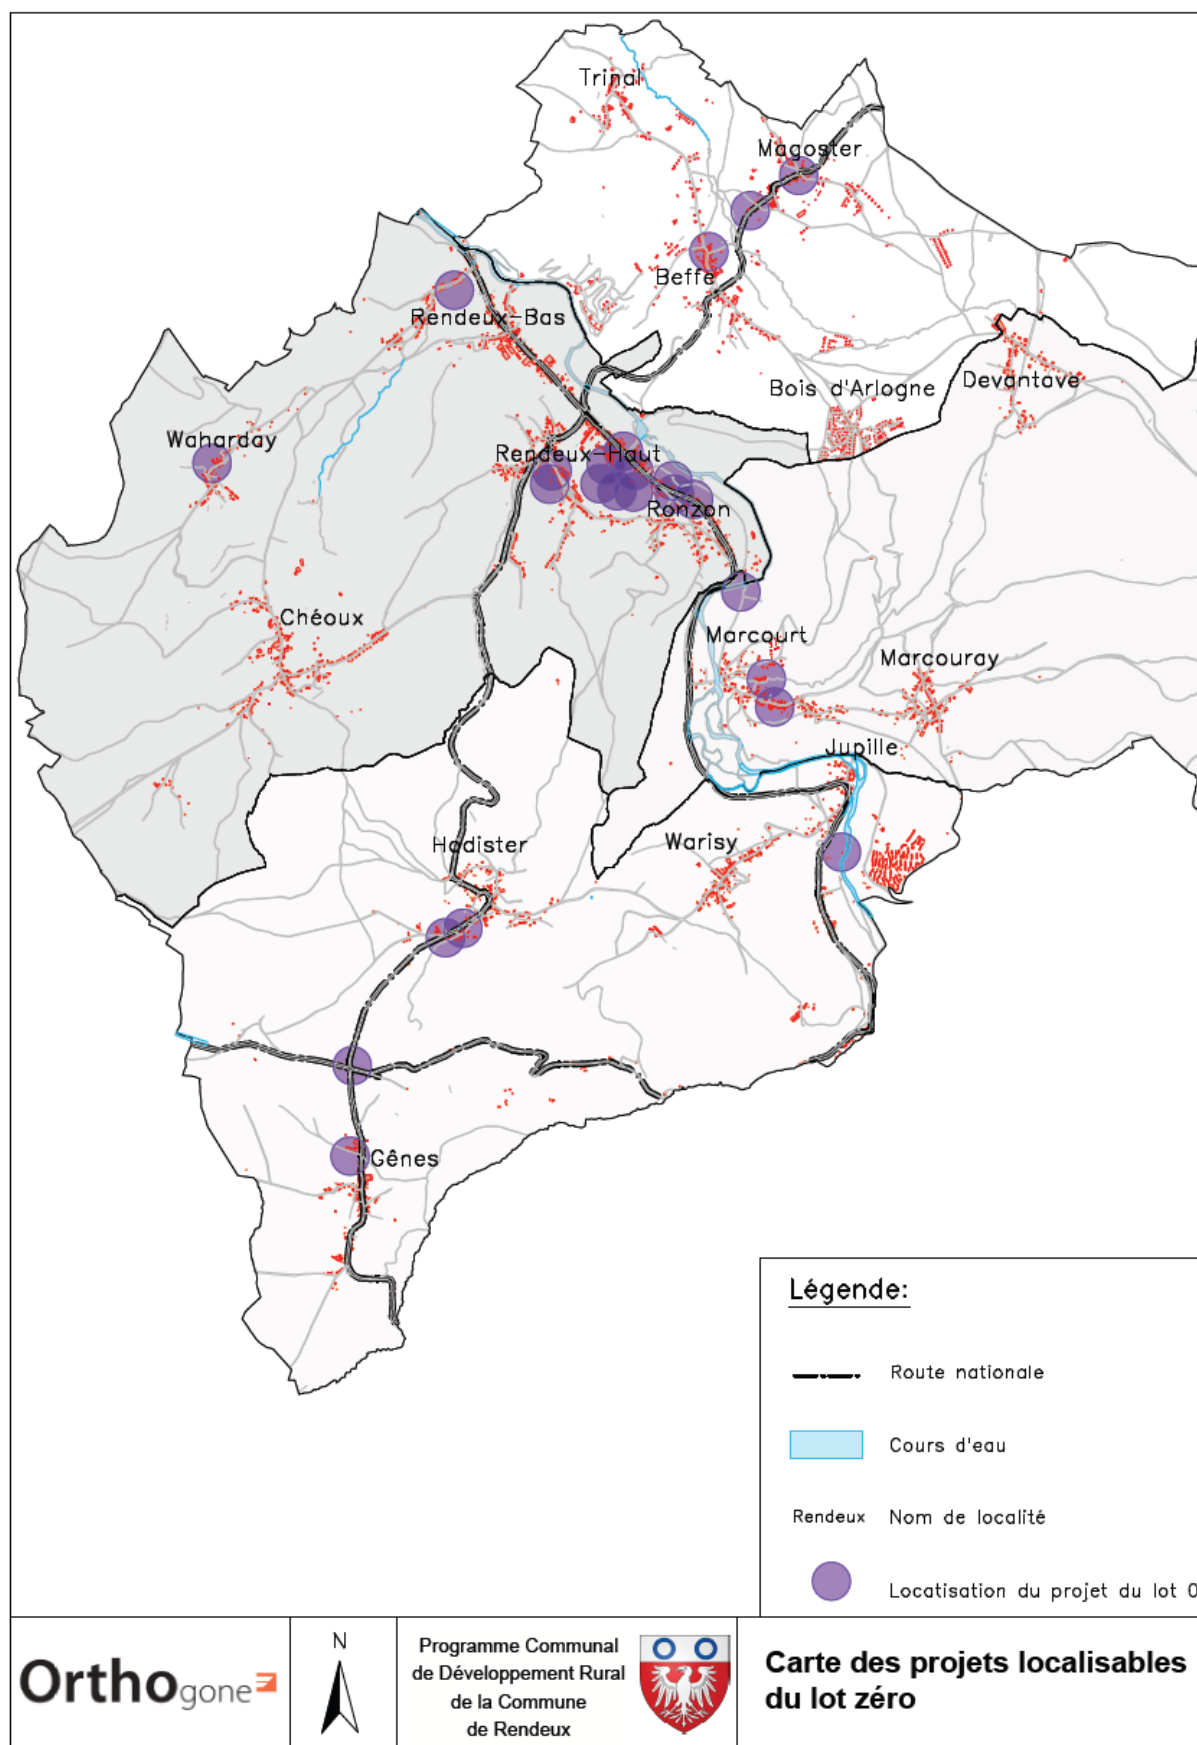 Trinal
Magoster
Beffe
Rendeux-Bas
Bois d'Arlogne
Devantave
Waharday
Rendeux-Haut
Ronzon
Chéoux
Marcourt
Marcouray
Jupille
Hodister
Warisy
Gênes
Légende:
Route nationale
Cours d'eau
Rendeux Nom de localité
Locatisation du projet du lot 0
Orthogone
N
Programme Communal
de Développement Rural
de la Commune
de Rendeux
Carte des projets localisables
du lot zéro